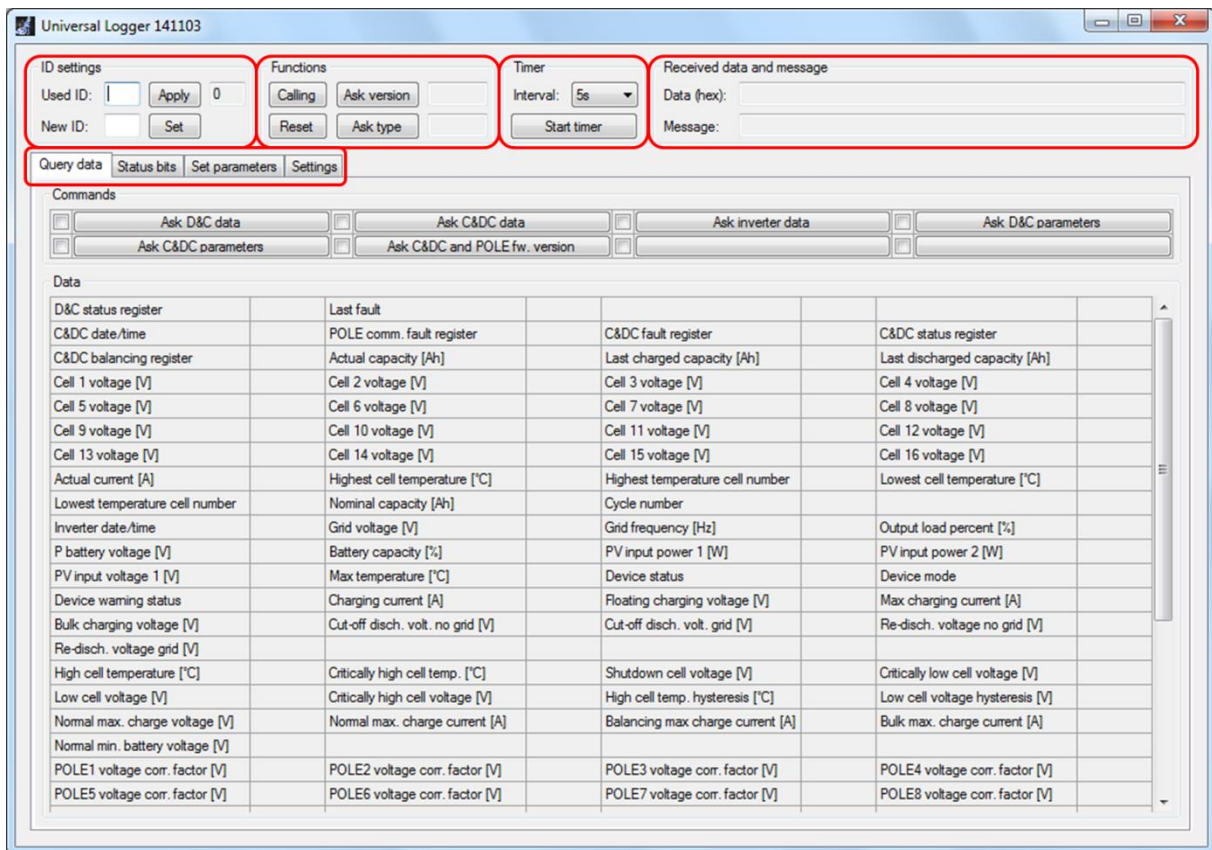 Universal Logger 141103
ID settings Functions Timer Received data and message
Used ID: Apply 0 Calling Ask version Interval: 5s Data (hex):
New ID: Set Reset Ask type Start timer Message:
Query data Status bits Set parameters Settings
Commands
Ask D&C data Ask C&DC data Ask inverter data Ask D&C parameters
Ask C&DC parameters Ask C&DC and POLE fw. version
Data
D&C status register Last fault
C&DC date/time POLE comm. fault register C&DC fault register C&DC status register
C&DC balancing register Actual capacity [Ah] Last charged capacity [Ah] Last discharged capacity [Ah]
Cell 1 voltage [V] Cell 2 voltage [V] Cell 3 voltage [V] Cell 4 voltage [V]
Cell 5 voltage [V] Cell 6 voltage [V] Cell 7 voltage [V] Cell 8 voltage [V]
Cell 9 voltage [V] Cell 10 voltage [V] Cell 11 voltage [V] Cell 12 voltage [V]
Cell 13 voltage [V] Cell 14 voltage [V] Cell 15 voltage [V] Cell 16 voltage [V]
Actual current [A] Highest cell temperature [°C] Highest temperature cell number Lowest cell temperature [°C]
Lowest temperature cell number Nominal capacity [Ah] Cycle number
Inverter date/time Grid voltage [V] Grid frequency [Hz] Output load percent [%]
P battery voltage [V] Battery capacity [%] PV input power 1 [W] PV input power 2 [W]
PV input voltage 1 [V] Max temperature [°C] Device status Device mode
Device warning status Charging current [A] Floating charging voltage [V] Max charging current [A]
Bulk charging voltage [V] Cut-off disch. volt. no grid [V] Cut-off disch. volt. grid [V] Re-disch. voltage no grid [V]
Re-disch. voltage grid [V]
High cell temperature [°C] Critically high cell temp. [°C] Shutdown cell voltage [V] Critically low cell voltage [V]
Low cell voltage [V] Critically high cell voltage [V] High cell temp. hysteresis [°C] Low cell voltage hysteresis [V]
Normal max. charge voltage [V] Normal max. charge current [A] Balancing max charge current [A] Bulk max. charge current [A]
Normal min. battery voltage [V]
POLE1 voltage corr. factor [V] POLE2 voltage corr. factor [V] POLE3 voltage corr. factor [V] POLE4 voltage corr. factor [V]
POLE5 voltage corr. factor [V] POLE6 voltage corr. factor [V] POLE7 voltage corr. factor [V] POLE8 voltage corr. factor [V]